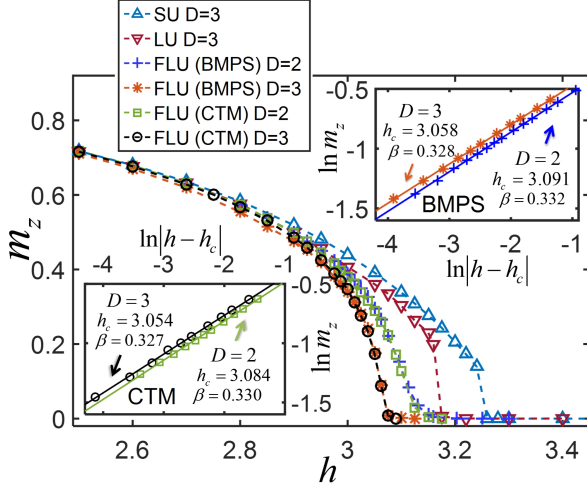 SU D=3
LU D=3
FLU (BMPS) D=2
FLU (BMPS) D=3
FLU (CTM) D=2
FLU (CTM) D=3
m_z
0.8
0.6
0.4
0.2
0
2.6 2.8 3 3.2 3.4
h
ln m_z
-0.5
-1
-1.5
D = 3
h_c = 3.058
β = 0.328
D = 2
h_c = 3.091
β = 0.332
BMPS
-4 -3 -2 -1
ln|h − h_c|
ln|h − h_c|
-4 -3 -2 -1
-0.5
-1
-1.5
ln m_z
D = 3
h_c = 3.054
β = 0.327
D = 2
h_c = 3.084
β = 0.330
CTM